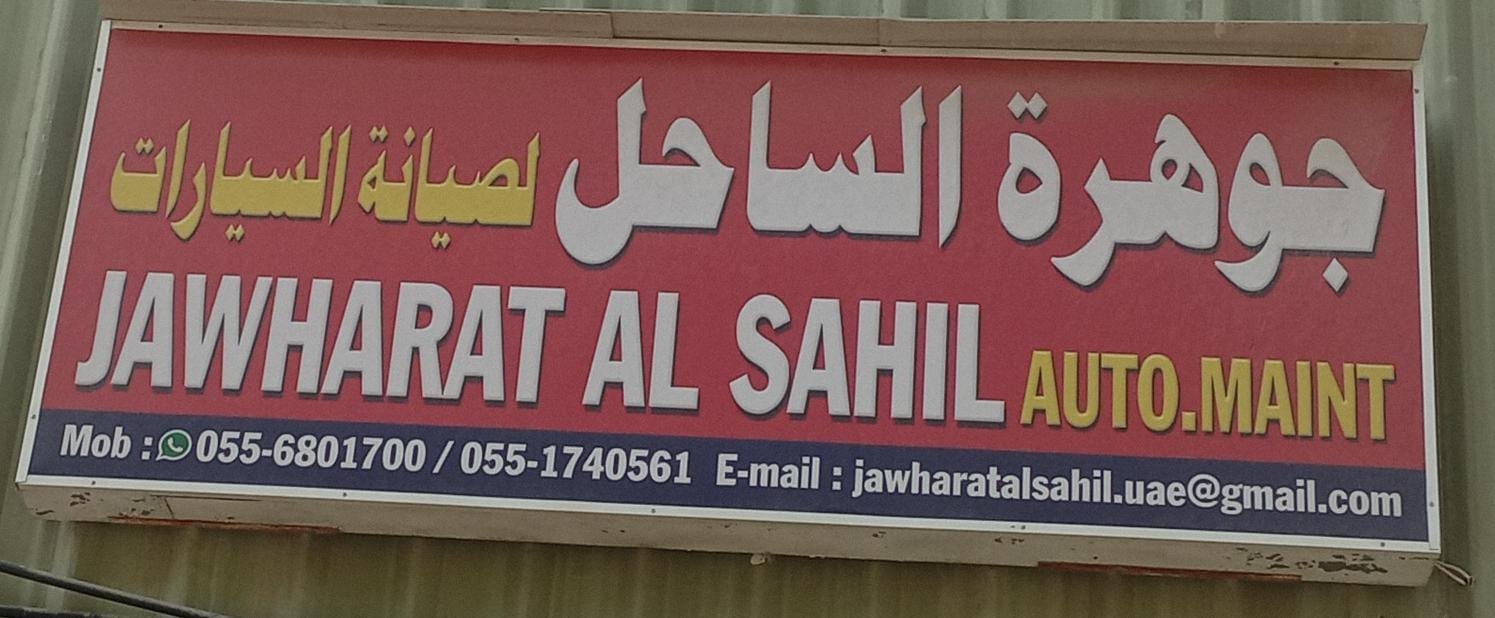 جوهرة الساحل لصيانة السيارات
JAWHARAT AL SAHIL AUTO.MAINT
Mob : 055-6801700 / 055-1740561 E-mail : jawharatalsahil.uae@gmail.com